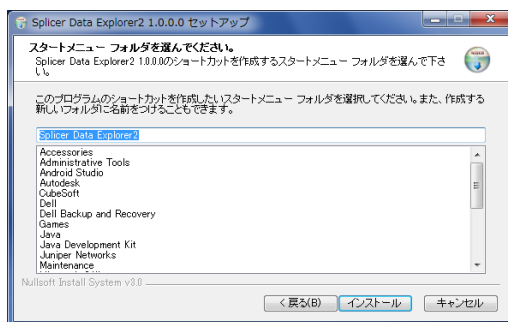 Splicer Data Explorer2 1.0.0.0 セットアップ
スタートメニュー フォルダを選んでください。
Splicer Data Explorer2 1.0.0.0のショートカットを作成するスタートメニュー フォルダを選んで下さ
い。
このプログラムのショートカットを作成したいスタートメニュー フォルダを選択してください。また、作成する
新しいフォルダに名前をつけることもできます。
Splicer Data Explorer2
Accessories
Administrative Tools
Android Studio
Autodesk
CubeSoft
Dell
Dell Backup and Recovery
Games
Java
Java Development Kit
Juniper Networks
Maintenance
Nullsoft Install System v3.0
< 戻る(B)
インストール
キャンセル